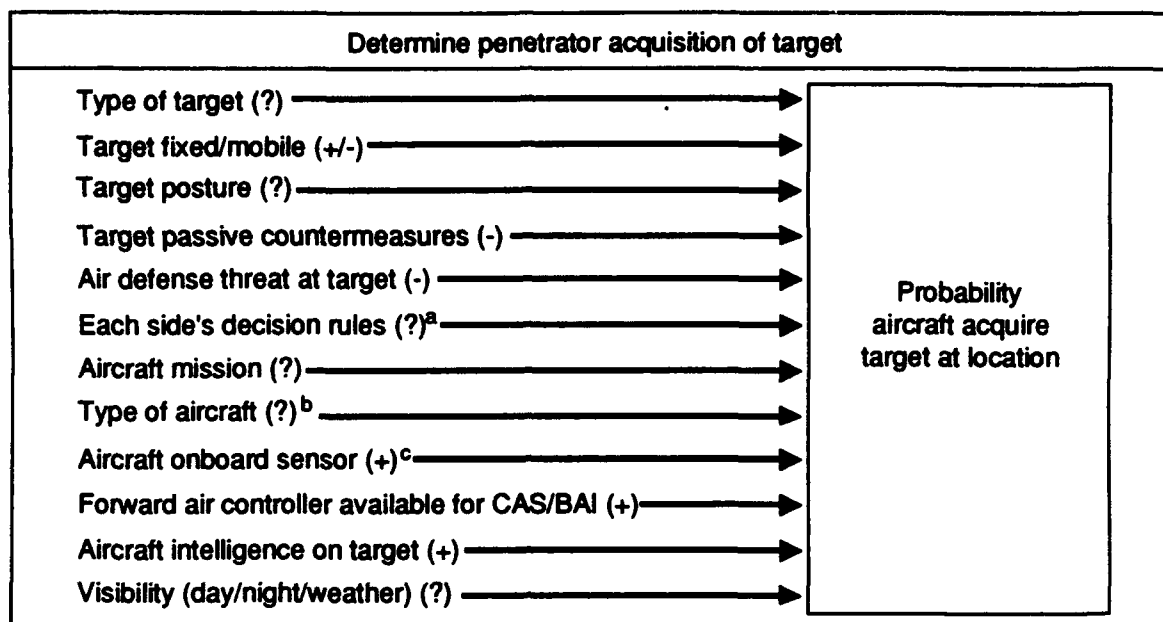 Determine penetrator acquisition of target
Type of target (?)
Target fixed/mobile (+/-)
Target posture (?)
Target passive countermeasures (-)
Air defense threat at target (-)
Each side's decision rules (?)a
Aircraft mission (?)
Type of aircraft (?)b
Aircraft onboard sensor (+)c
Forward air controller available for CAS/BAI (+)
Aircraft intelligence on target (+)
Visibility (day/night/weather) (?)
Probability
aircraft acquire
target at location